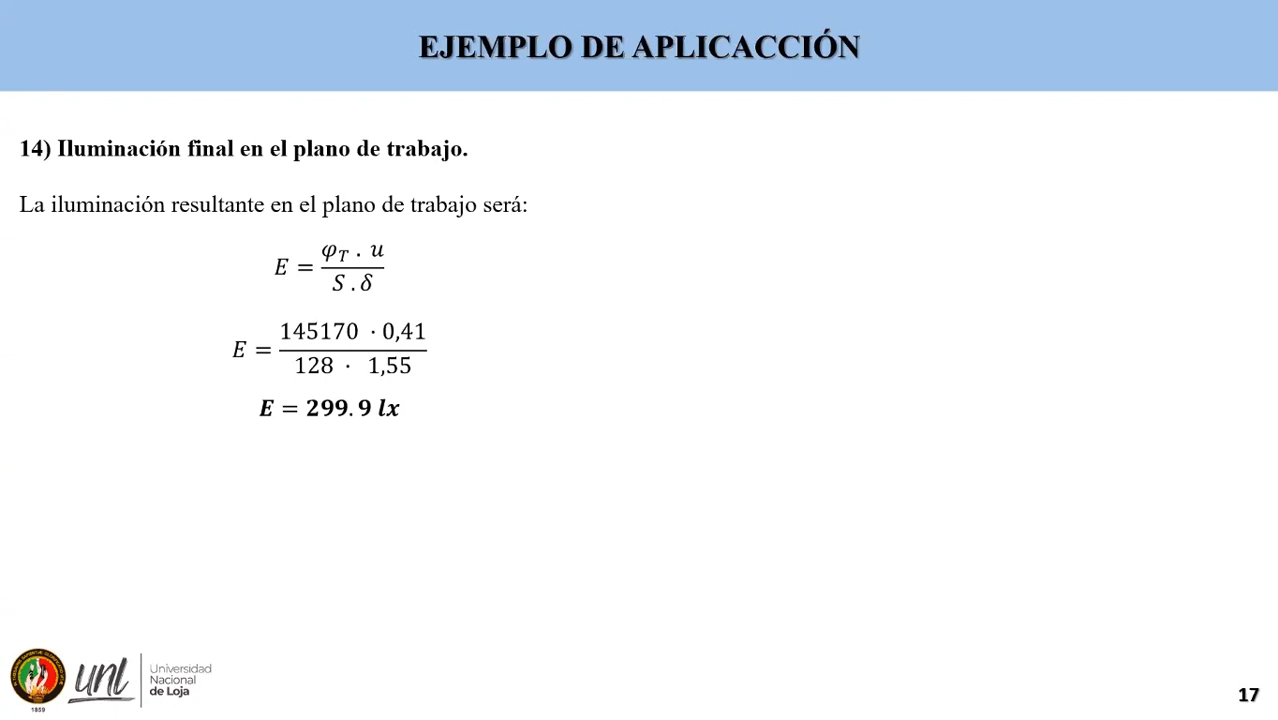 EJEMPLO DE APLICACCIÓN
14) Iluminación final en el plano de trabajo.
La iluminación resultante en el plano de trabajo será:
E = φ_T . u / S . δ
E = 145170 · 0,41 / 128 · 1,55
E = 299.9 lx
unl
Universidad
Nacional
de Loja
1859
17